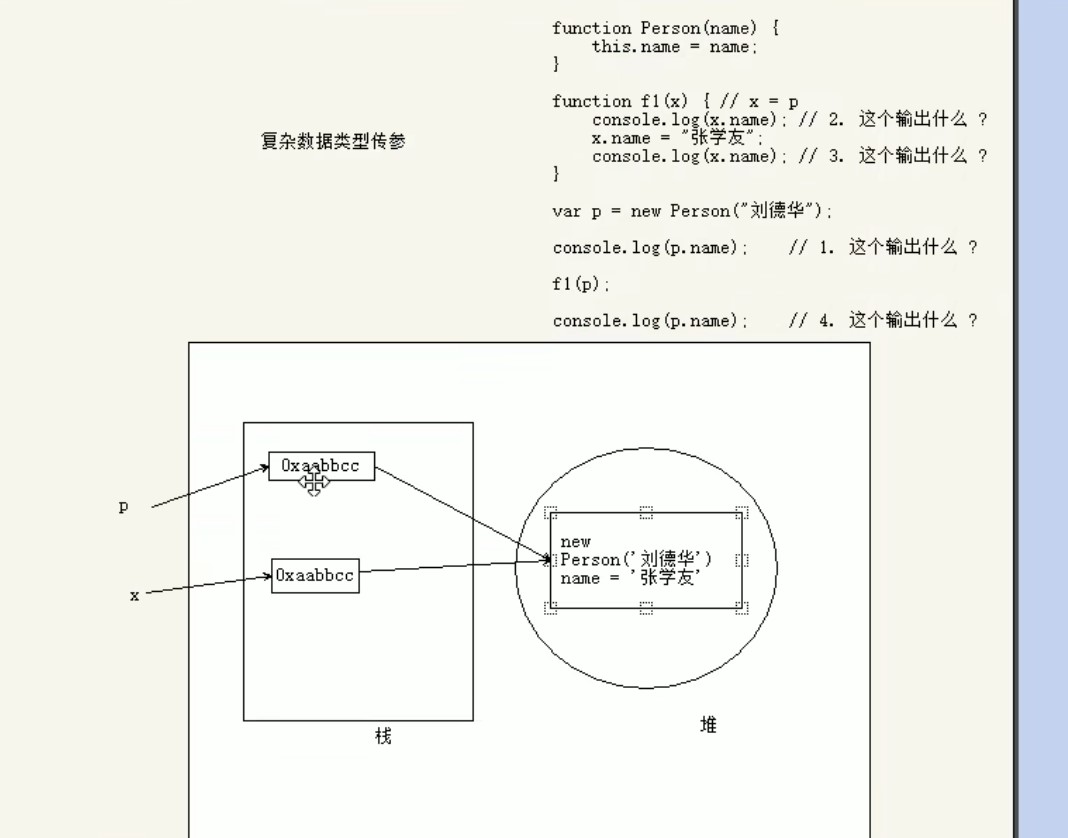 function Person(name) {
this.name = name;
}
function f1(x) { // x = p
console.log(x.name); // 2. 这个输出什么 ?
x.name = "张学友";
console.log(x.name); // 3. 这个输出什么 ?
}
复杂数据类型传参
var p = new Person("刘德华");
console.log(p.name); // 1. 这个输出什么 ?
f1(p);
console.log(p.name); // 4. 这个输出什么 ?
0xaabbcc
p
new
Person('刘德华')
name = '张学友'
0xaabbcc
x
栈
堆